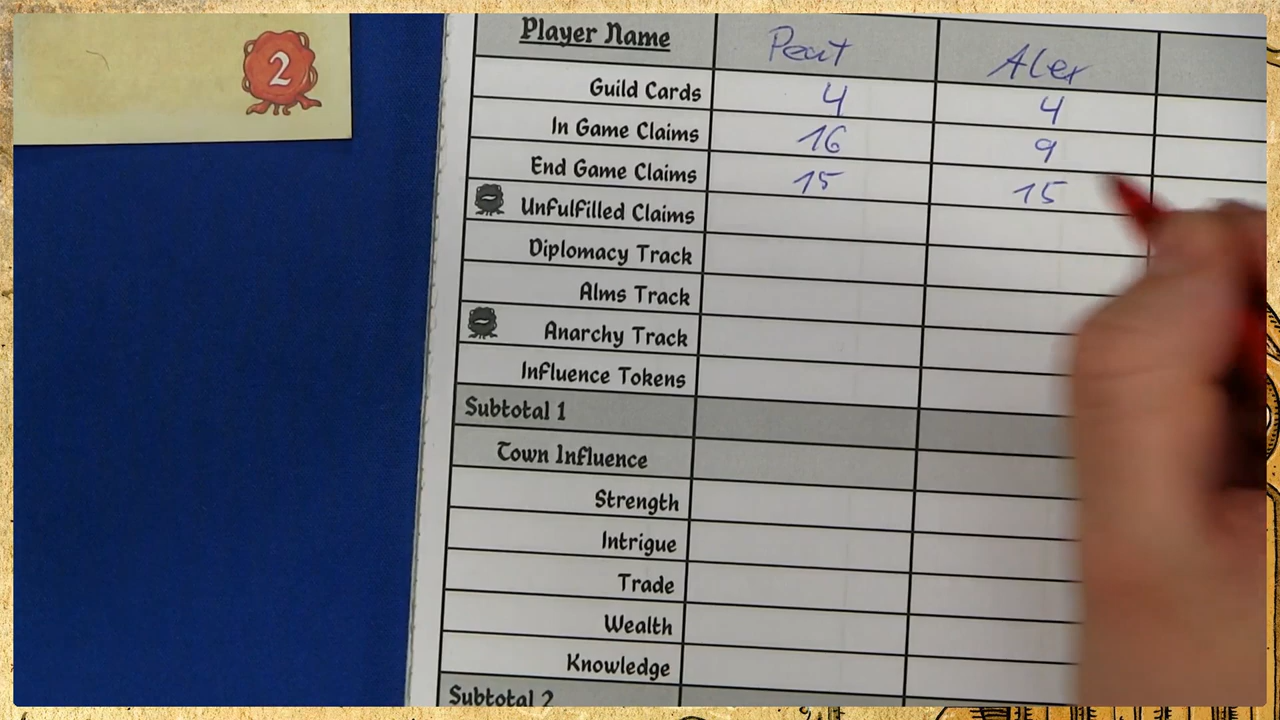 2
Player Name Peat Alex
Guild Cards 4 4
In Game Claims 16 9
End Game Claims 15 15
Unfulfilled Claims
Diplomacy Track
Alms Track
Anarchy Track
Influence Tokens
Subtotal 1
Town Influence
Strength
Intrigue
Trade
Wealth
Knowledge
Subtotal 2